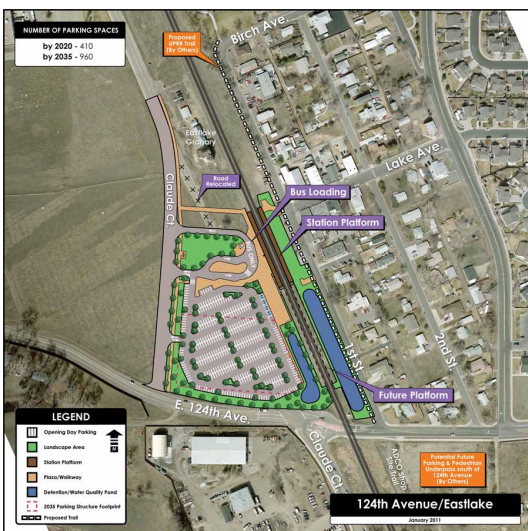 NUMBER OF PARKING SPACES
by 2020 - 410
by 2035 - 960
Proposed
UPRR Trail
(By Others)
Birch Ave.
Eastlake
Granary
Lake Ave.
Claude Ct.
Road
Relocated
Bus Loading
Station Platform
1st St.
2nd St.
Future Platform
E. 124th Ave.
Claude Ct.
Potential Future
Parking & Pedestrian
Underpass south of
124th Avenue
(By Others)
LEGEND
Opening Day Parking
Landscape Area
N
Station Platform
Plaza/Walkway
Detention/Water Quality Pond
2035 Parking Structure Footprint
Proposed Trail
124th Avenue/Eastlake
January 2011